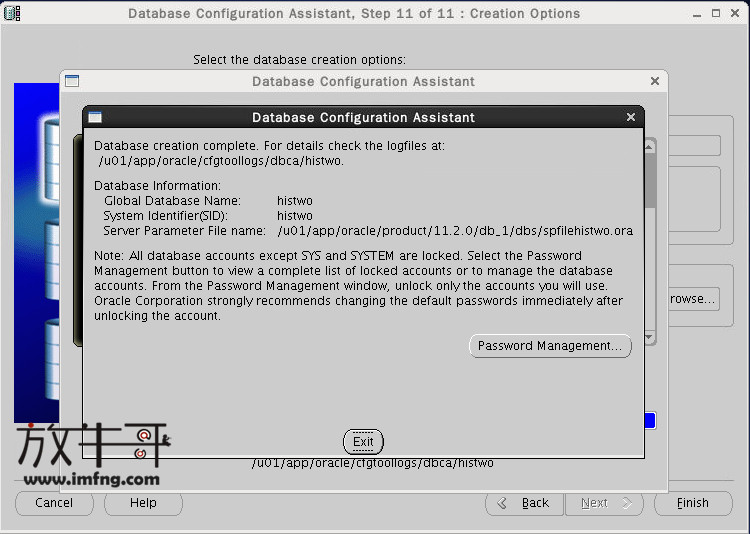 Database Configuration Assistant, Step 11 of 11 : Creation Options
Select the database creation options:
Database Configuration Assistant
Database Configuration Assistant
Database creation complete. For details check the logfiles at:
/u01/app/oracle/cfgtoollogs/dbca/histwo.
Database Information:
Global Database Name: histwo
System Identifier(SID): histwo
Server Parameter File name: /u01/app/oracle/product/11.2.0/db_1/dbs/spfilehistwo.ora
Note: All database accounts except SYS and SYSTEM are locked. Select the Password
Management button to view a complete list of locked accounts or to manage the database
accounts. From the Password Management window, unlock only the accounts you will use.
Oracle Corporation strongly recommends changing the default passwords immediately after
unlocking the account.
rowse...
Password Management...
Exit
/u01/app/oracle/cfgtoollogs/dbca/histwo
放牛哥
www.imfng.com
Cancel Help Back Next Finish